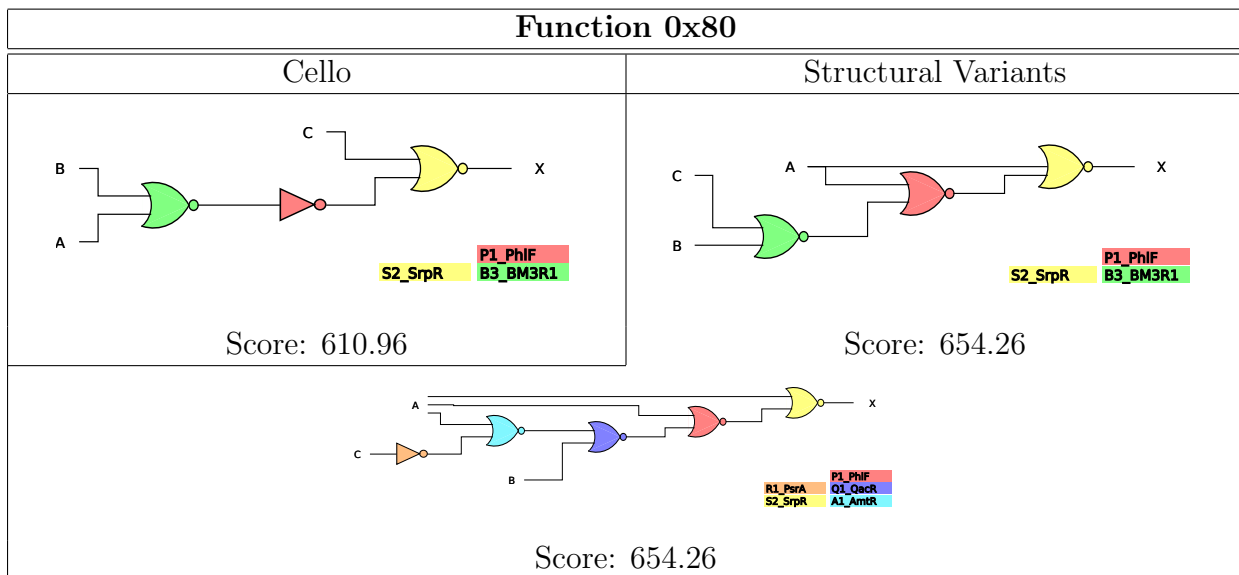 Function 0x80
Cello
Structural Variants
C
B
A
X
P1_PhlF
S2_SrpR B3_BM3R1
Score: 610.96
A
C
B
X
P1_PhlF
S2_SrpR B3_BM3R1
Score: 654.26
A
X
C
B
P1_PhlF
R1_PsrA Q1_QacR
S2_SrpR A1_AmtR
Score: 654.26